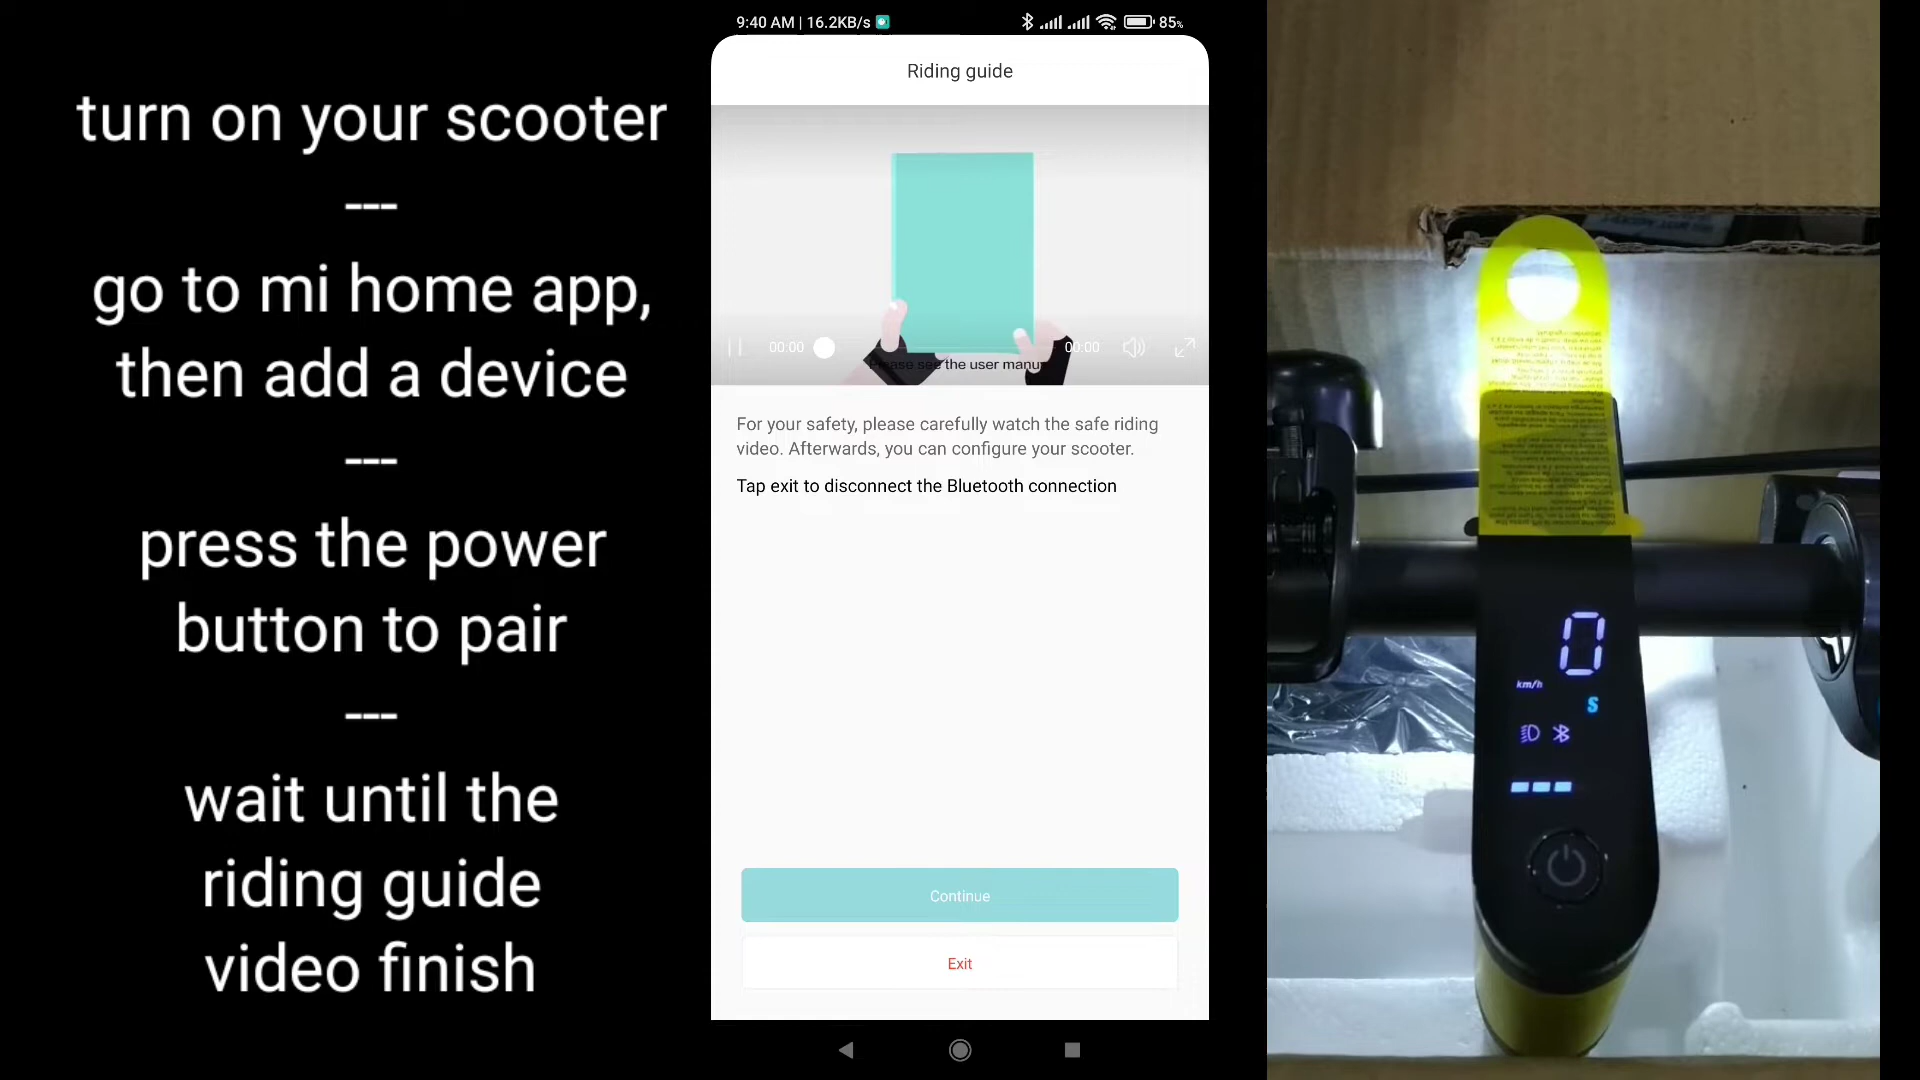 turn on your scooter
---
go to mi home app,
then add a device
---
press the power
button to pair
---
wait until the
riding guide
video finish
9:40 AM | 16.2KB/s
85%
Riding guide
00:00
00:00
see the user manu
For your safety, please carefully watch the safe riding
video. Afterwards, you can configure your scooter.
Tap exit to disconnect the Bluetooth connection
Continue
Exit
0
km/h
S